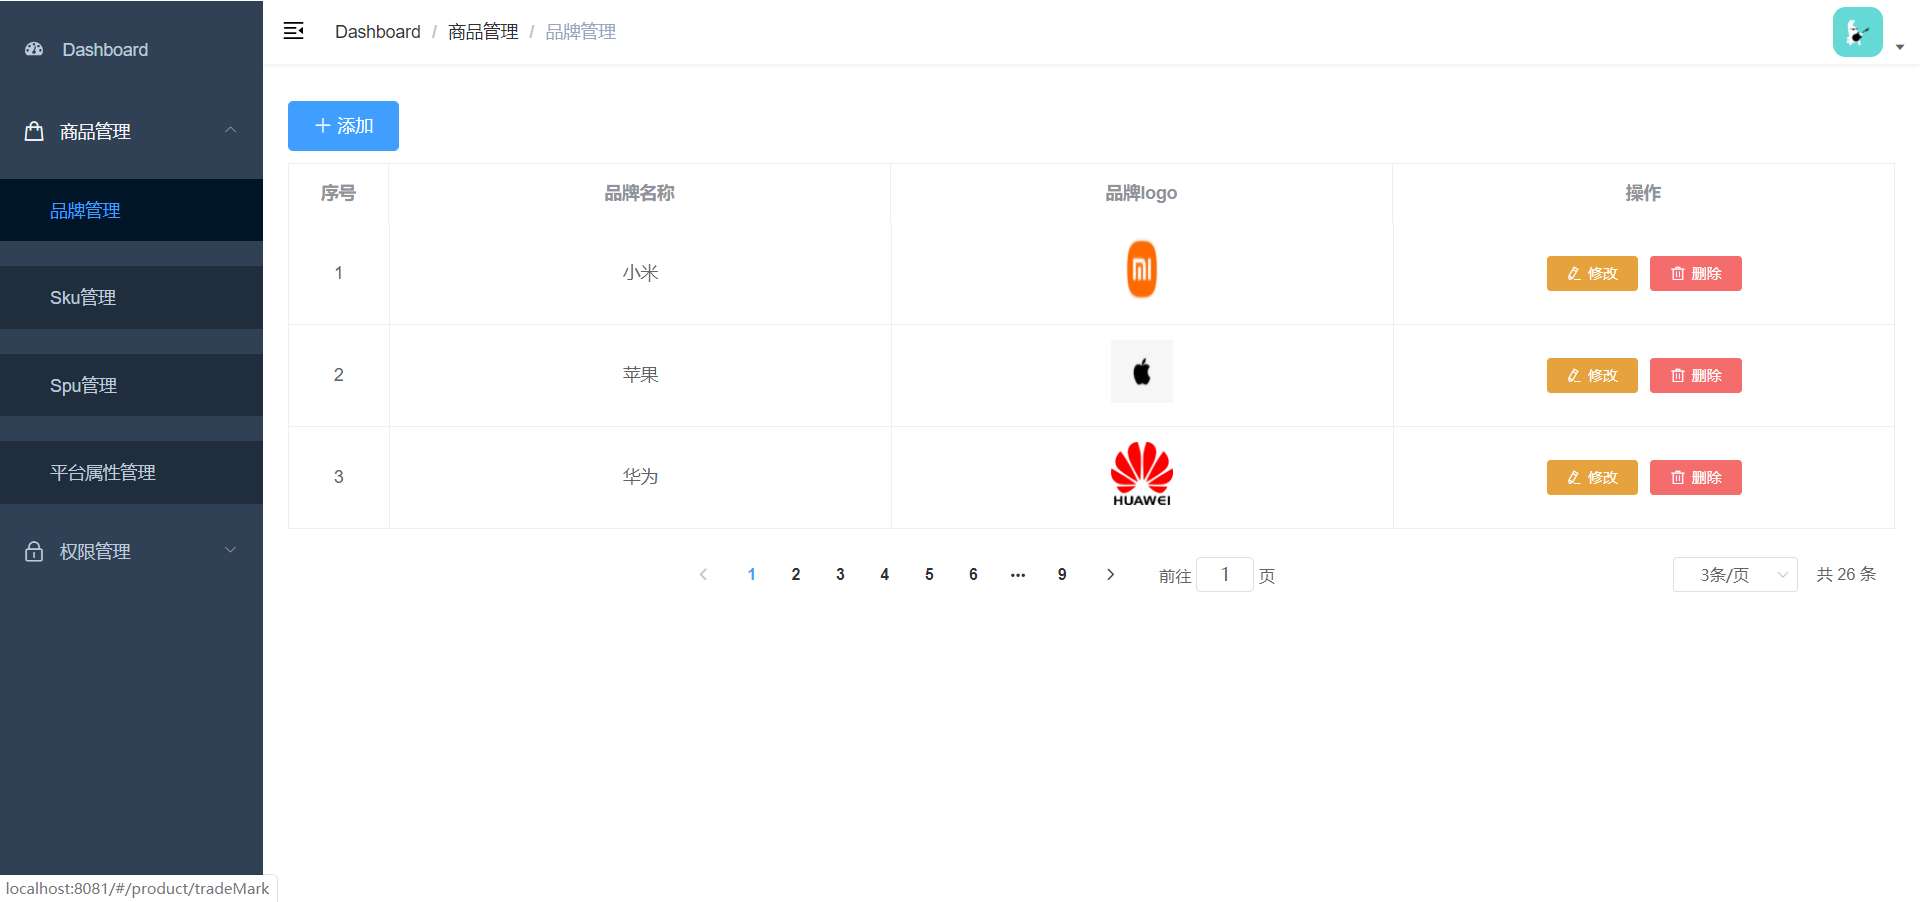 Dashboard
商品管理
品牌管理
Sku管理
Spu管理
平台属性管理
权限管理
localhost:8081/#/product/tradeMark
Dashboard / 商品管理 / 品牌管理
添加
序号 品牌名称 品牌logo 操作
1 小米 修改 删除
2 苹果 修改 删除
3 华为 HUAWEI 修改 删除
1 2 3 4 5 6 ··· 9 前往 1 页 3条/页 共 26 条